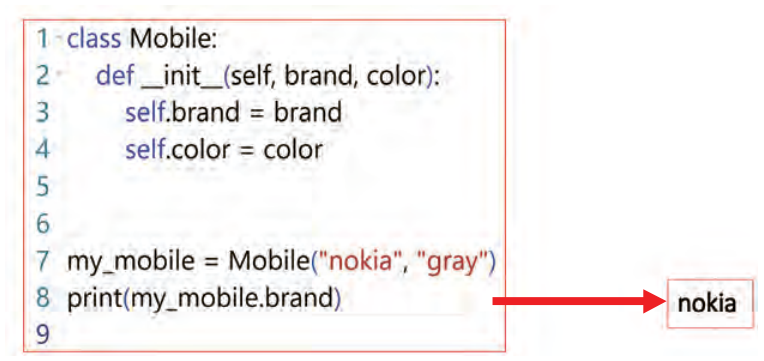 1 class Mobile:
2 def __init__(self, brand, color):
3 self.brand = brand
4 self.color = color
5
6
7 my_mobile = Mobile("nokia", "gray")
8 print(my_mobile.brand)
nokia
9